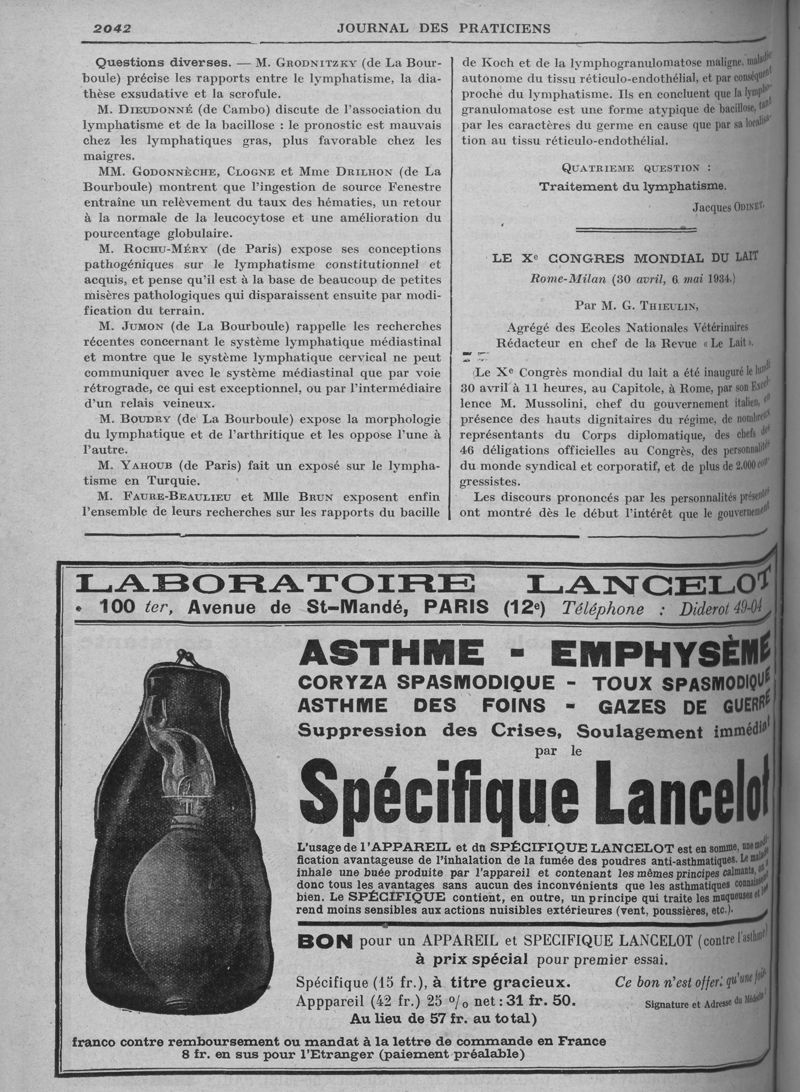 2042
JOURNAL DES PRATICIENS
Questions diverses. — M. Grodnitzky (de La Bour-
boule) précise les rapports entre le lymphatisme, la dia-
thèse exsudative et la scrofule.
M. Dieudonné (de Cambo) discute de l'association du
lymphatisme et de la bacillose : le pronostic est mauvais
chez les lymphatiques gras, plus favorable chez les
maigres.
MM. Godonnèche, Clogne et Mme Drilhon (de La
Bourboule) montrent que l'ingestion de source Fenestre
entraîne un relèvement du taux des hématies, un retour
à la normale de la leucocytose et une amélioration du
pourcentage globulaire.
M. Rochu-Méry (de Paris) expose ses conceptions
pathogéniques sur le lymphatisme constitutionnel et
acquis, et pense qu'il est à la base de beaucoup de petites
misères pathologiques qui disparaissent ensuite par modi-
fication du terrain.
M. Jumon (de La Bourboule) rappelle les recherches
récentes concernant le système lymphatique médiastinal
et montre que le système lymphatique cervical ne peut
communiquer avec le système médiastinal que par voie
rétrograde, ce qui est exceptionnel, ou par l'intermédiaire
d'un relais veineux.
M. Boudry (de La Bourboule) expose la morphologie
du lymphatique et de l'arthritique et les oppose l'une à
l'autre.
M. Yahoub (de Paris) fait un exposé sur le lympha-
tisme en Turquie.
M. Faure-Beaulieu et Mlle Brun exposent enfin
l'ensemble de leurs recherches sur les rapports du bacille
de Koch et de la lymphogranulomatose maligne, maladie
autonome du tissu réticulo-endothélial, et par conséquent
proche du lymphatisme. Ils en concluent que la lympho-
granulomatose est une forme atypique de bacillose, tant
par les caractères du germe en cause que par sa localisa-
tion au tissu réticulo-endothélial.
Quatrieme question :
Traitement du lymphatisme.
Jacques Odinet.
LE Xe CONGRES MONDIAL DU LAIT
Rome-Milan (30 avril, 6 mai 1934.)
Par M. G. Thieulin,
Agrégé des Ecoles Nationales Vétérinaires
Rédacteur en chef de la Revue « Le Lait ».
Le Xe Congrès mondial du lait a été inauguré le lundi
30 avril à 11 heures, au Capitole, à Rome, par son Excel
lence M. Mussolini, chef du gouvernement italien, en
présence des hauts dignitaires du régime, de nombreux
représentants du Corps diplomatique, des chefs des
46 déligations officielles au Congrès, des personnalités
du monde syndical et corporatif, et de plus de 2.000 con-
gressistes.
Les discours prononcés par les personnalités présentes
ont montré dès le début l'intérêt que le gouvernement
LABORATOIRE LANCELOT
• 100 ter, Avenue de St-Mandé, PARIS (12e) Téléphone : Diderot 49-04
ASTHME - EMPHYSÈME
CORYZA SPASMODIQUE - TOUX SPASMODIQUE
ASTHME DES FOINS - GAZES DE GUERRE
Suppression des Crises, Soulagement immédiat
par le
Spécifique Lancelot
L'usage de l'APPAREIL et du SPÉCIFIQUE LANCELOT est en somme, une modi-
fication avantageuse de l'inhalation de la fumée des poudres anti-asthmatiques. Le malade
inhale une buée produite par l'appareil et contenant les mêmes principes calmants,
donc tous les avantages sans aucun des inconvénients que les asthmatiques connaissent
bien. Le SPÉCIFIQUE contient, en outre, un principe qui traite les muqueuses et les
rend moins sensibles aux actions nuisibles extérieures (vent, poussières, etc.).
BON pour un APPAREIL et SPECIFIQUE LANCELOT (contre l'asthme)
à prix spécial pour premier essai.
Spécifique (15 fr.), à titre gracieux. Ce bon n'est offert qu'une fois
Apppareil (42 fr.) 25 % net : 31 fr. 50. Signature et Adresse du Médecin
Au lieu de 57 fr. au total)
franco contre remboursement ou mandat à la lettre de commande en France
8 fr. en sus pour l'Etranger (paiement préalable)